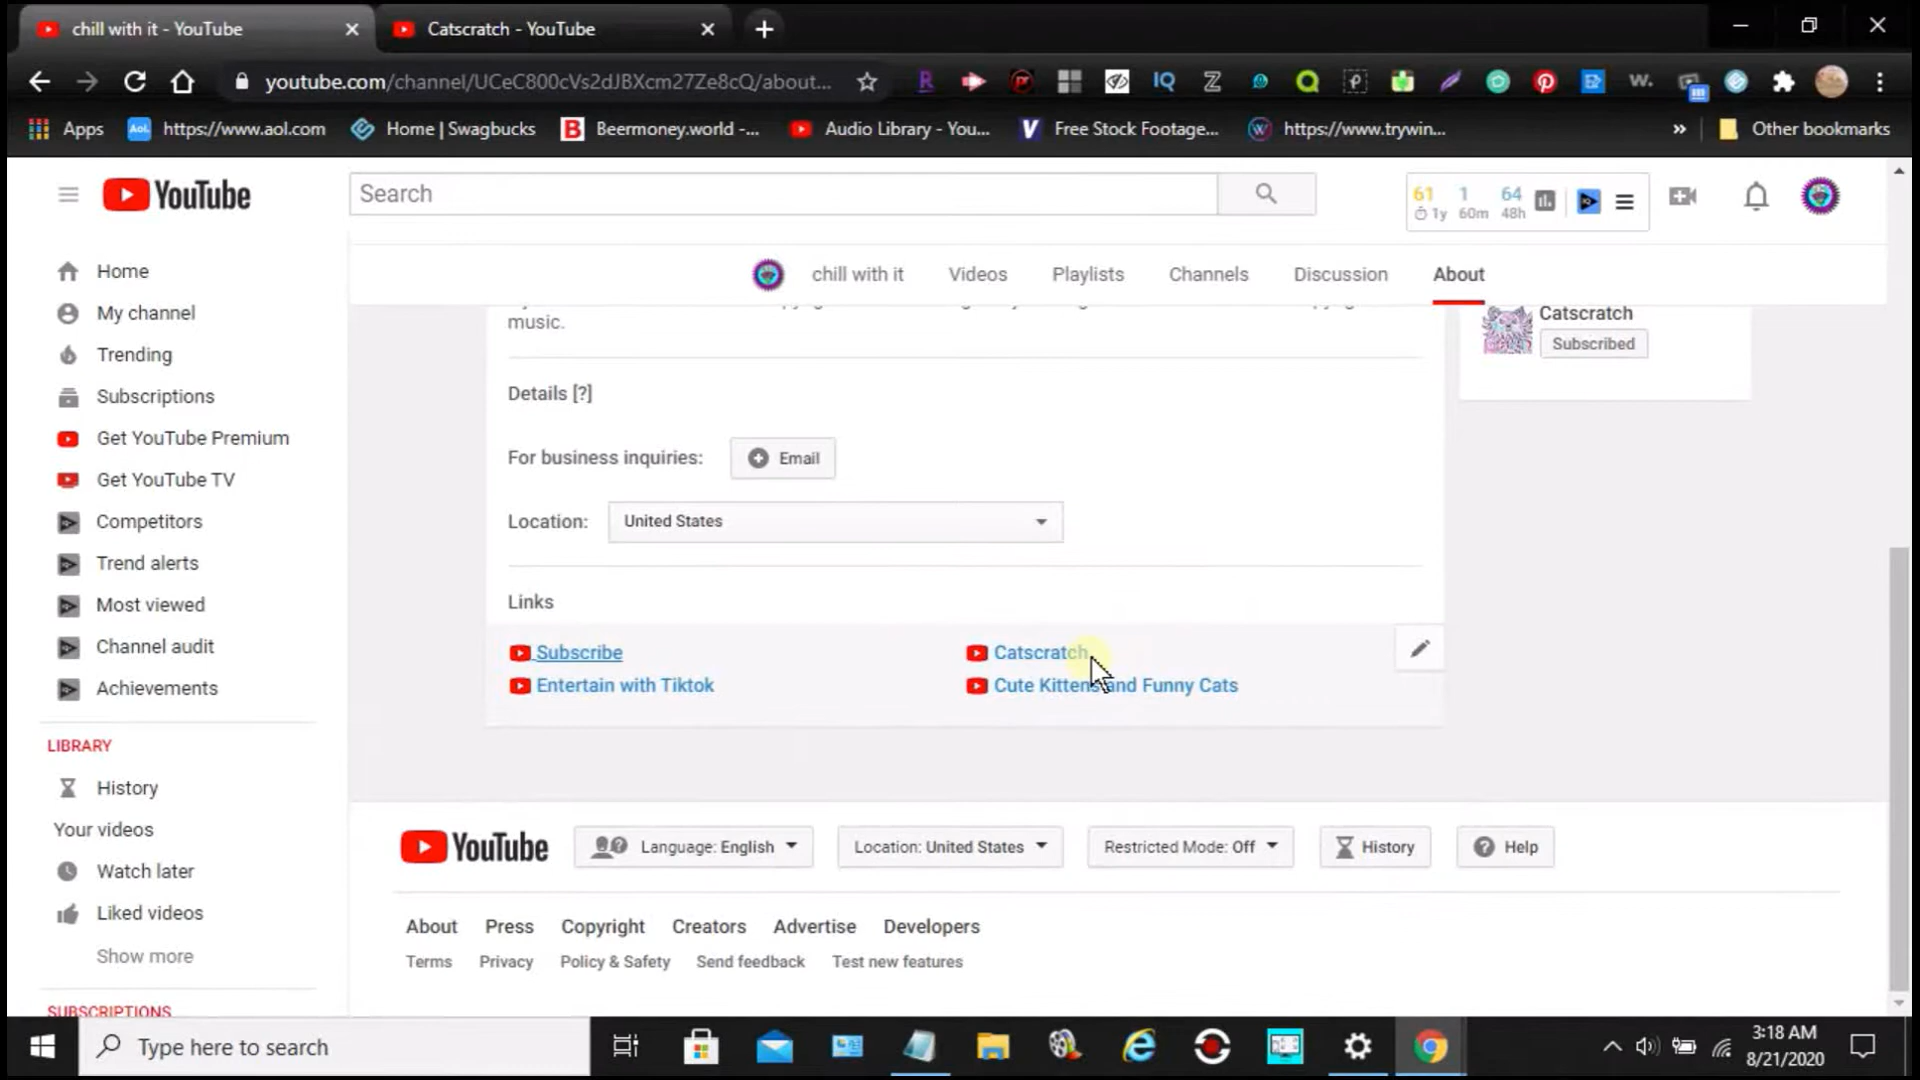 chill with it - YouTube
Catscratch - YouTube
youtube.com/channel/UCeC800cVs2dJBXcm27Ze8cQ/about...
Apps
Aol.
https://www.aol.com
Home | Swagbucks
Beermoney.world -...
Audio Library - You...
Free Stock Footage...
https://www.trywin...
Other bookmarks
YouTube
Search
61 1 64
1y 60m 48h
Home
My channel
Trending
Subscriptions
Get YouTube Premium
Get YouTube TV
Competitors
Trend alerts
Most viewed
Channel audit
Achievements
LIBRARY
History
Your videos
Watch later
Liked videos
Show more
SUBSCRIPTIONS
chill with it
Videos
Playlists
Channels
Discussion
About
music.
Catscratch
Subscribed
Details [?]
For business inquiries:
Email
Location:
United States
Links
Subscribe
Catscratch
Entertain with Tiktok
Cute Kittens and Funny Cats
YouTube
Language: English
Location: United States
Restricted Mode: Off
History
Help
About Press Copyright Creators Advertise Developers
Terms Privacy Policy & Safety Send feedback Test new features
Type here to search
3:18 AM
8/21/2020